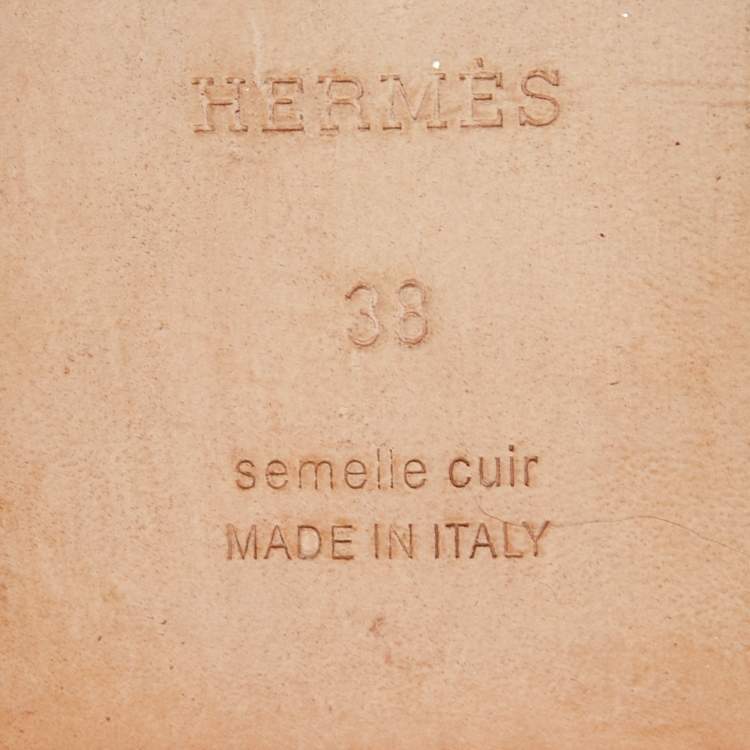 HERMÈS
38
semelle cuir
MADE IN ITALY